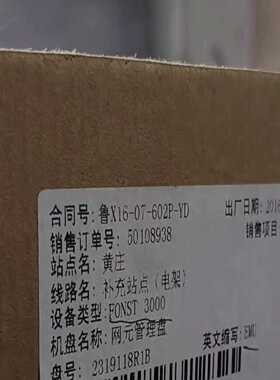 合同号: 鲁X16-07-602P-YD 出厂日期: 2016
销售订单号: 50108938 销售项目
站点名: 黄庄
线路名: 补充站点(电架)
设备类型: FONST 3000
机盘名称: 网元管理盘 英文缩写: EMU
盘号: 2319118R1B